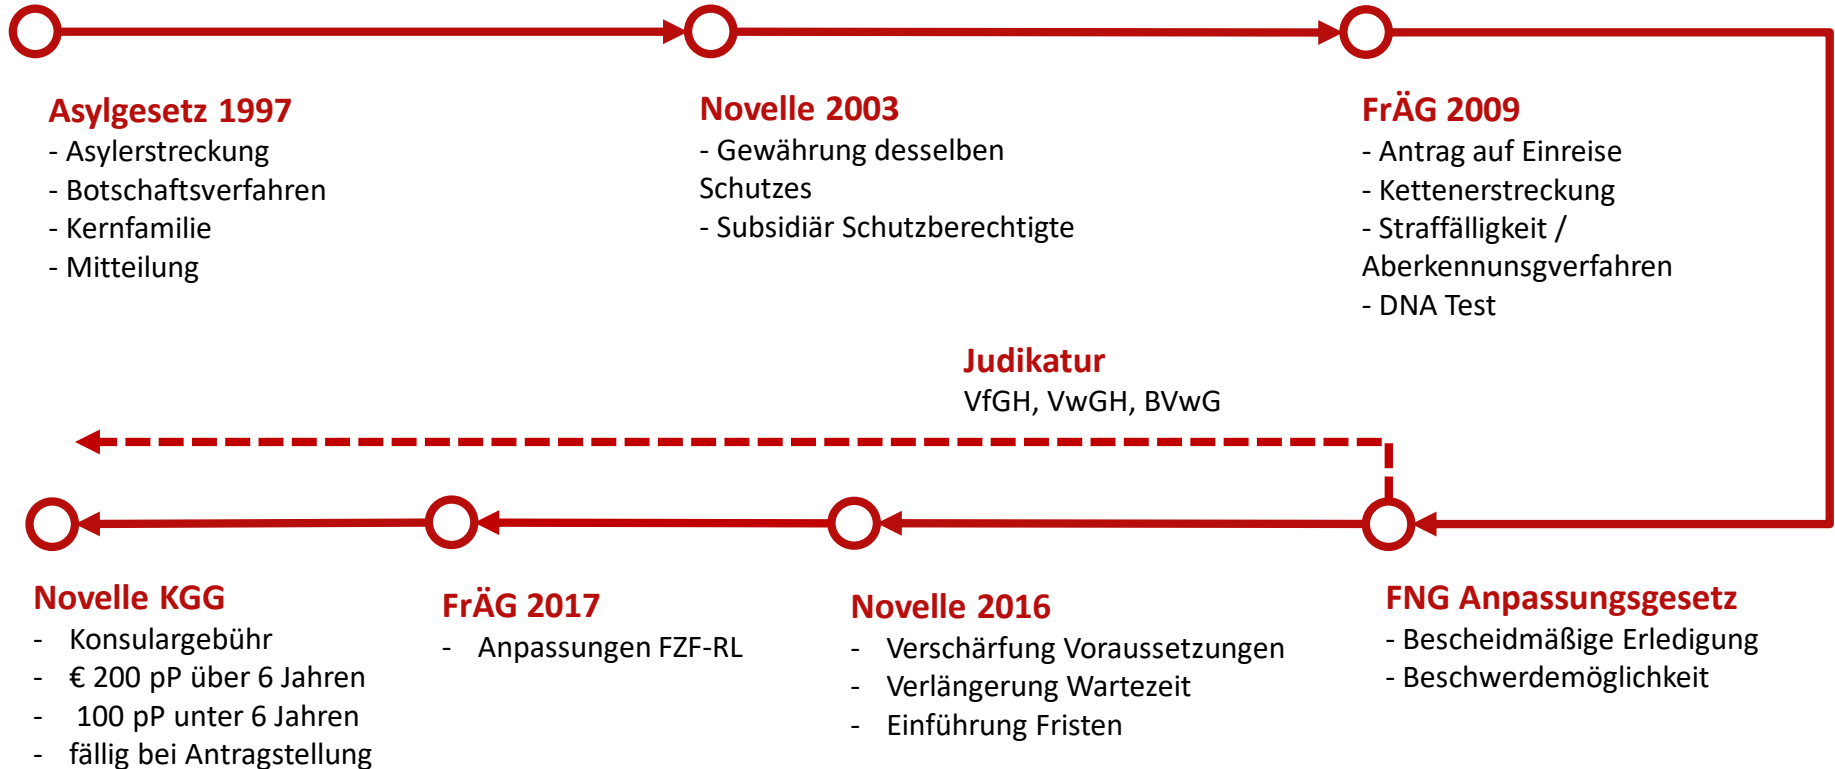 Asylgesetz 1997
- Asylerstreckung
- Botschaftsverfahren
- Kernfamilie
- Mitteilung
Novelle 2003
- Gewährung desselben
Schutzes
- Subsidiär Schutzberechtigte
FrÄG 2009
- Antrag auf Einreise
- Kettenerstreckung
- Straffälligkeit /
Aberkennunsgverfahren
- DNA Test
Judikatur
VfGH, VwGH, BVwG
Novelle KGG
- Konsulargebühr
- € 200 pP über 6 Jahren
- 100 pP unter 6 Jahren
- fällig bei Antragstellung
FrÄG 2017
- Anpassungen FZF-RL
Novelle 2016
- Verschärfung Voraussetzungen
- Verlängerung Wartezeit
- Einführung Fristen
FNG Anpassungsgesetz
- Bescheidmäßige Erledigung
- Beschwerdemöglichkeit